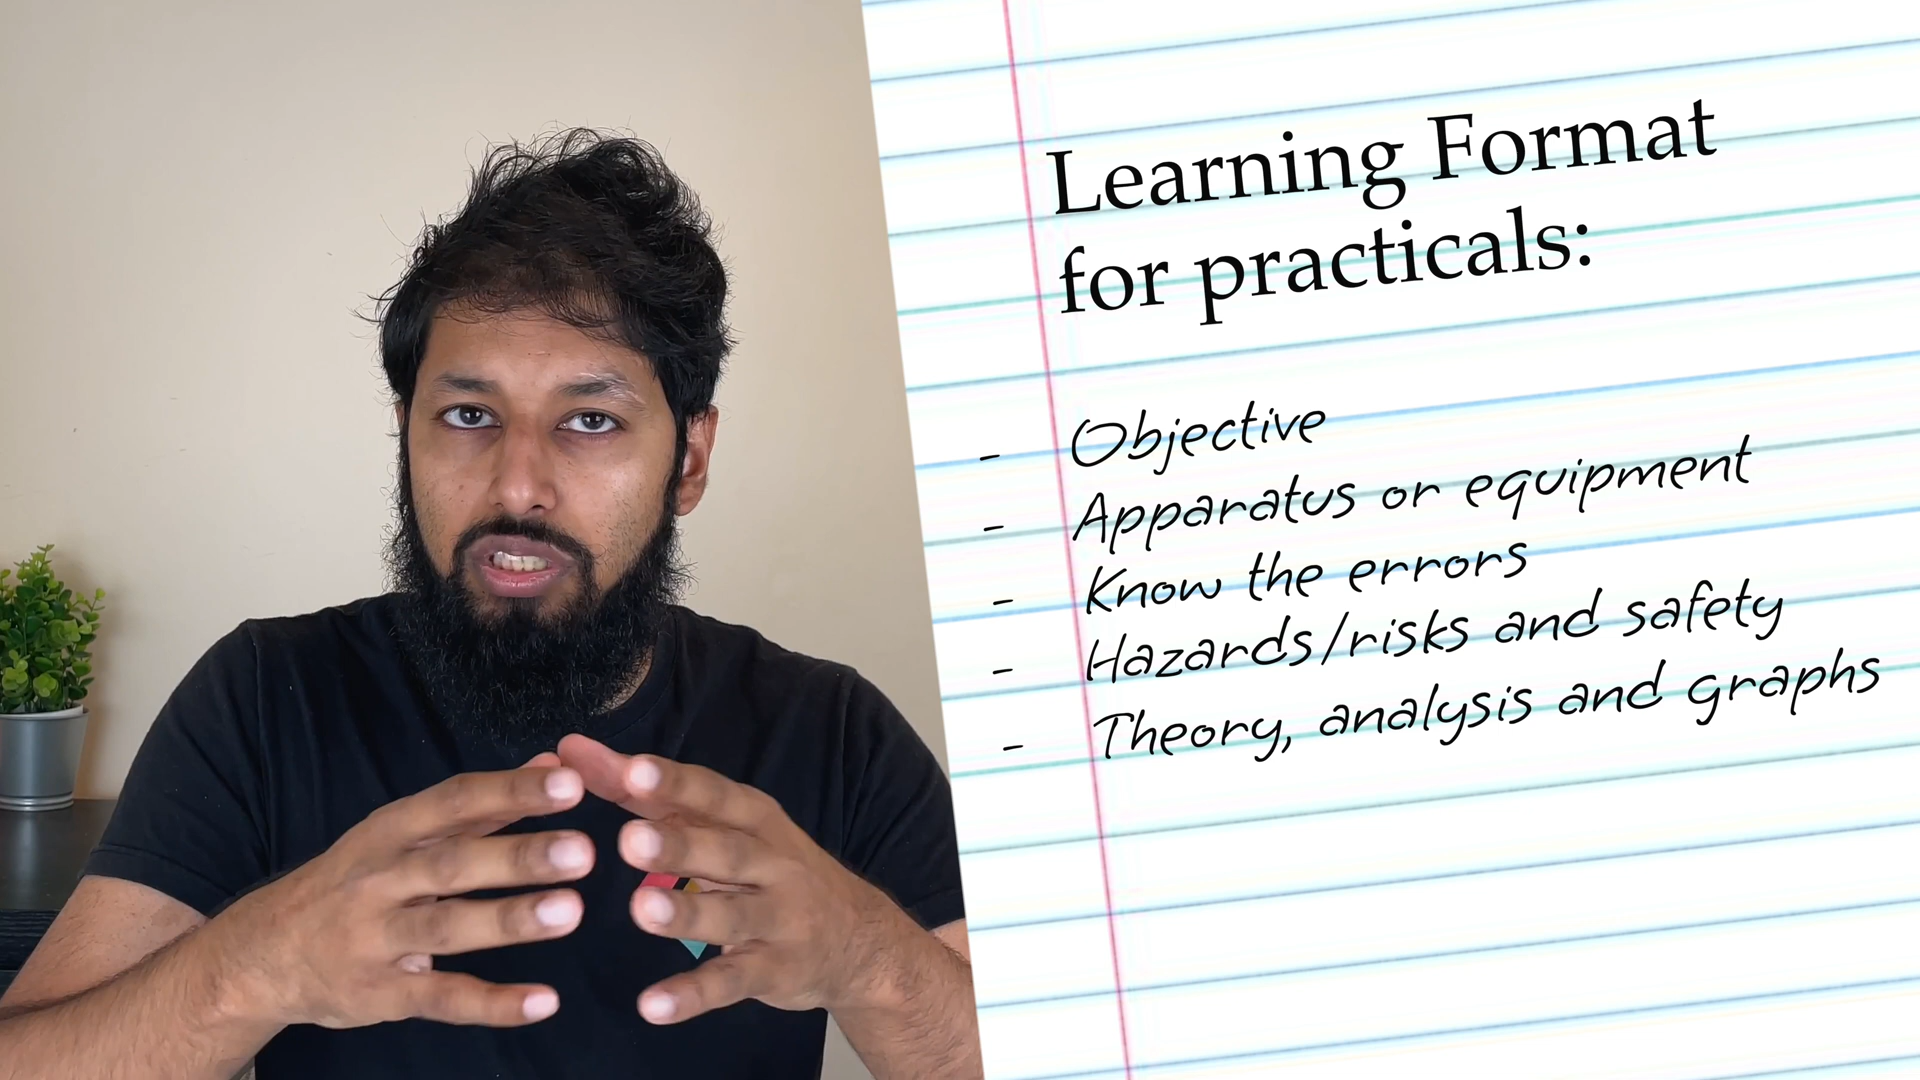 Learning Format
for practicals:
- Objective
- Apparatus or equipment
- Know the errors
- Hazards/risks and safety
- Theory, analysis and graphs